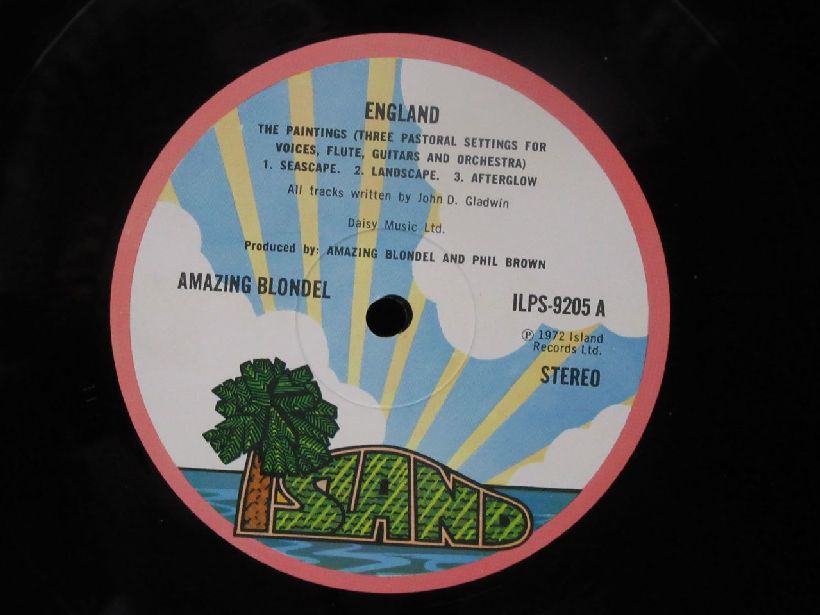 ENGLAND
THE PAINTINGS (THREE PASTORAL SETTINGS FOR
VOICES, FLUTE, GUITARS AND ORCHESTRA)
1. SEASCAPE. 2. LANDSCAPE. 3. AFTERGLOW
All tracks written by John D. Gladwin
Daisy Music Ltd.
Produced by: AMAZING BLONDEL AND PHIL BROWN
AMAZING BLONDEL
ILPS-9205 A
℗ 1972 Island
Records Ltd.
STEREO
ISLAND